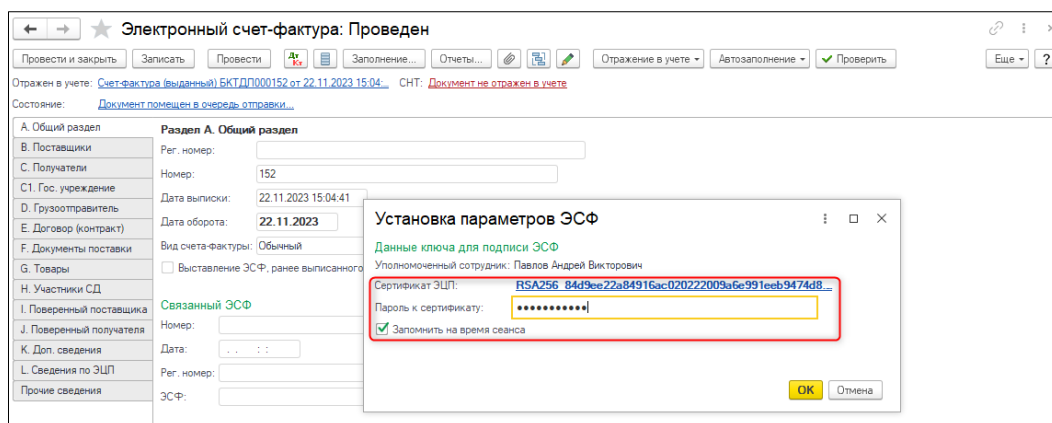 Электронный счет-фактура: Проведен
Провести и закрыть Записать Провести Дт Кт Заполнение... Отчеты... Отражение в учете Автозаполнение Проверить Еще ?
Отражен в учете: Счет-фактура (выданный) БКТДП000152 от 22.11.2023 15:04:... СНТ: Документ не отражен в учете
Состояние: Документ помещен в очередь отправки...
A. Общий раздел
B. Поставщики
C. Получатели
C1. Гос. учреждение
D. Грузоотправитель
E. Договор (контракт)
F. Документы поставки
G. Товары
H. Участники СД
I. Поверенный поставщика
J. Поверенный получателя
K. Доп. сведения
L. Сведения по ЭЦП
Прочие сведения
Раздел A. Общий раздел
Рег. номер:
Номер: 152
Дата выписки: 22.11.2023 15:04:41
Дата оборота: 22.11.2023
Вид счета-фактуры: Обычный
Выставление ЭСФ, ранее выписанного
Связанный ЭСФ
Номер:
Дата: . . : :
Рег. номер:
ЭСФ:
Установка параметров ЭСФ
Данные ключа для подписи ЭСФ
Уполномоченный сотрудник: Павлов Андрей Викторович
Сертификат ЭЦП: RSA256_84d9ee22a84916ac020222009a6e991eeb9474d8...
Пароль к сертификату: •••••••••••
Запомнить на время сеанса
OK Отмена